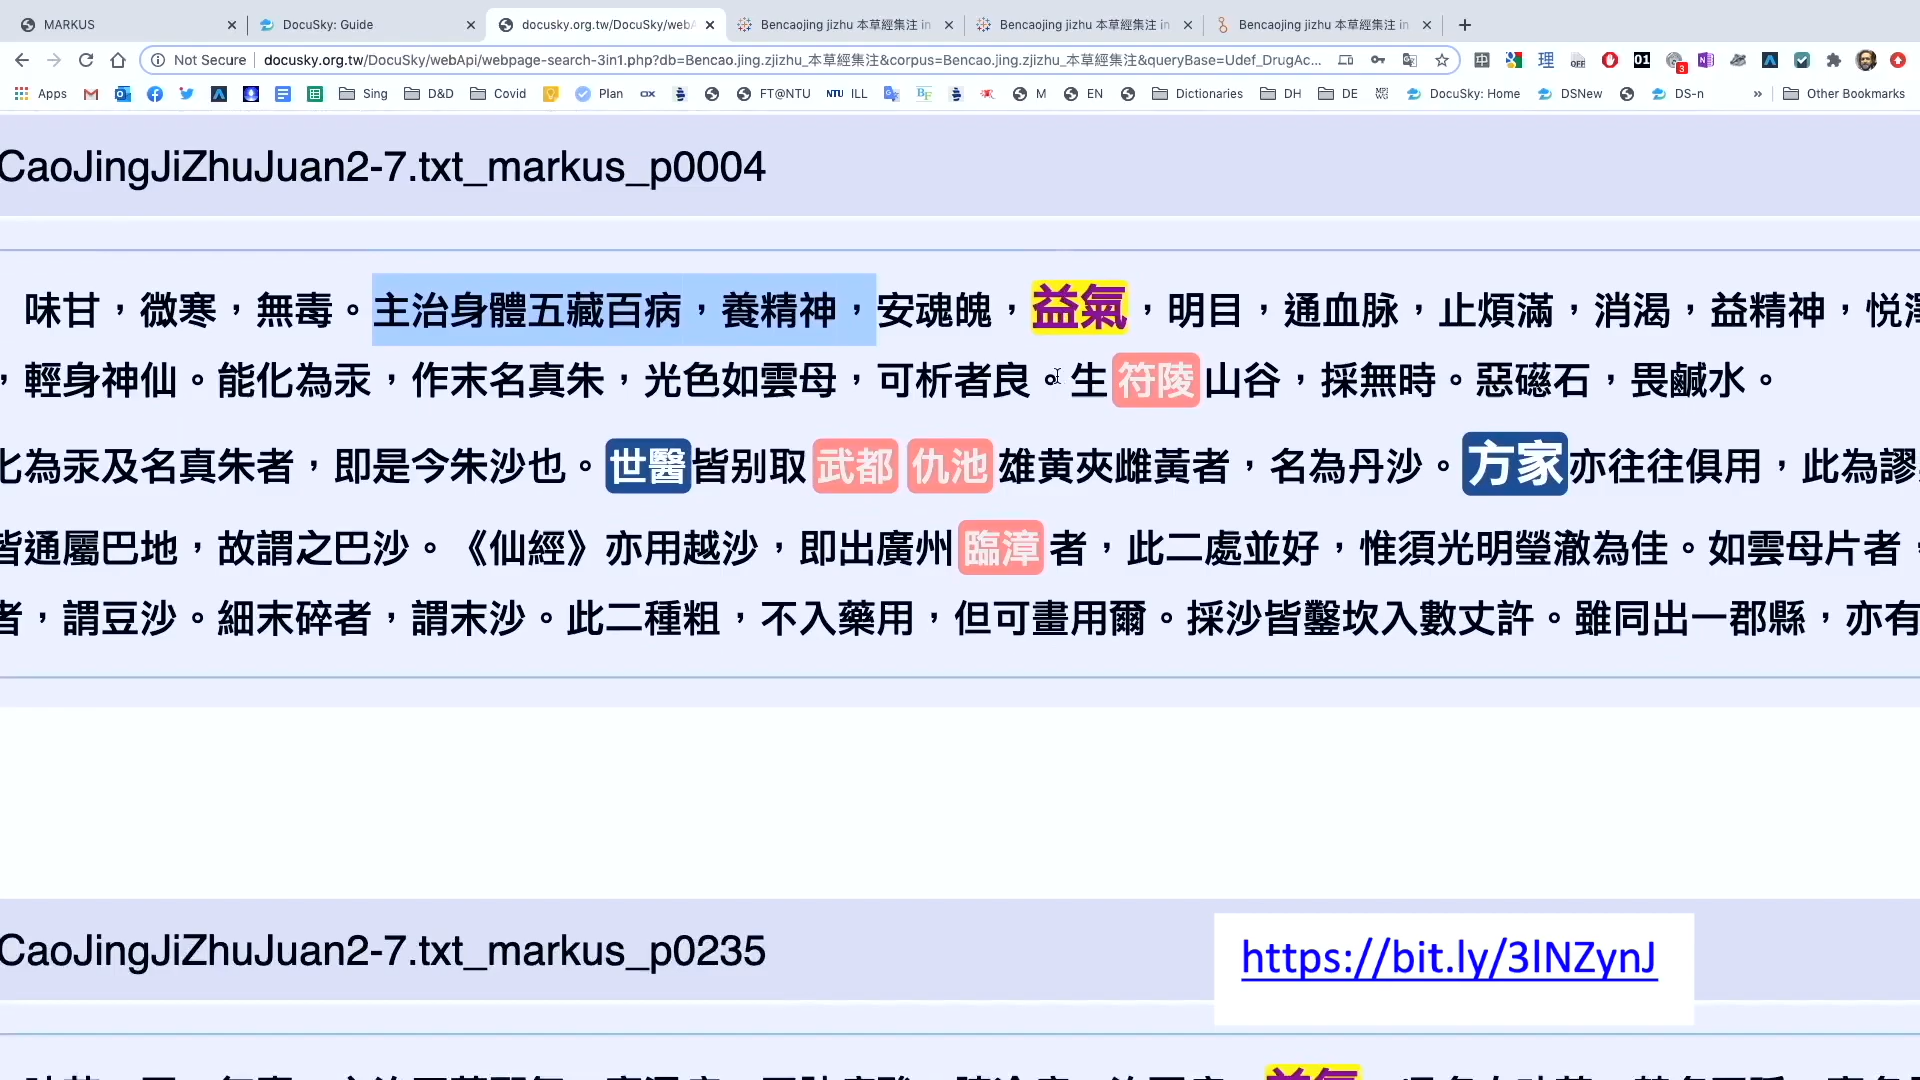 MARKUS
DocuSky: Guide
docusky.org.tw/DocuSky/webA
Bencaojing jizhu 本草經集注 in
Bencaojing jizhu 本草經集注 in
Bencaojing jizhu 本草經集注 in
Not Secure
docusky.org.tw/DocuSky/webApi/webpage-search-3in1.php?db=Bencao.jing.zjizhu_本草經集注&corpus=Bencao.jing.zjizhu_本草經集注&queryBase=Udef_DrugAc...
Apps Sing D&D Covid Plan FT@NTU NTU ILL M EN Dictionaries DH DE DocuSky: Home DSNew DS-n » Other Bookmarks
CaoJingJiZhuJuan2-7.txt_markus_p0004
味甘，微寒，無毒。主治身體五藏百病，養精神，安魂魄，益氣，明目，通血脉，止煩滿，消渴，益精神，悦澤
，輕身神仙。能化為汞，作末名真朱，光色如雲母，可析者良。生符陵山谷，採無時。惡磁石，畏鹹水。
化為汞及名真朱者，即是今朱沙也。世醫皆别取武都仇池雄黄夾雌黃者，名為丹沙。方家亦往往俱用，此為謬
皆通屬巴地，故謂之巴沙。《仙經》亦用越沙，即出廣州臨漳者，此二處並好，惟須光明瑩澈為佳。如雲母片者，
者，謂豆沙。細末碎者，謂末沙。此二種粗，不入藥用，但可畫用爾。採沙皆鑿坎入數丈許。雖同出一郡縣，亦有
CaoJingJiZhuJuan2-7.txt_markus_p0235
https://bit.ly/3lNZynJ
益氣